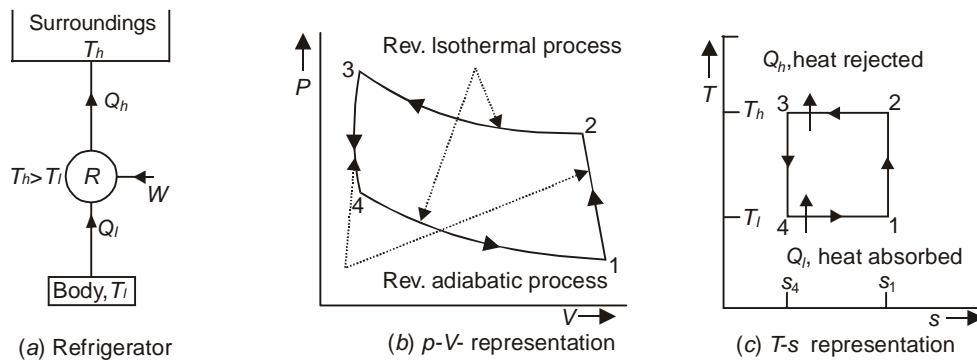 Surroundings
T_h
Q_h
T_h > T_l
R
W
Q_l
Body, T_l
(a) Refrigerator
Rev. Isothermal process
P
3
2
4
1
Rev. adiabatic process
V
(b) p-V- representation
Q_h, heat rejected
T
3
2
T_h
T_l
4
1
Q_l, heat absorbed
s_4
s_1
s
(c) T-s representation